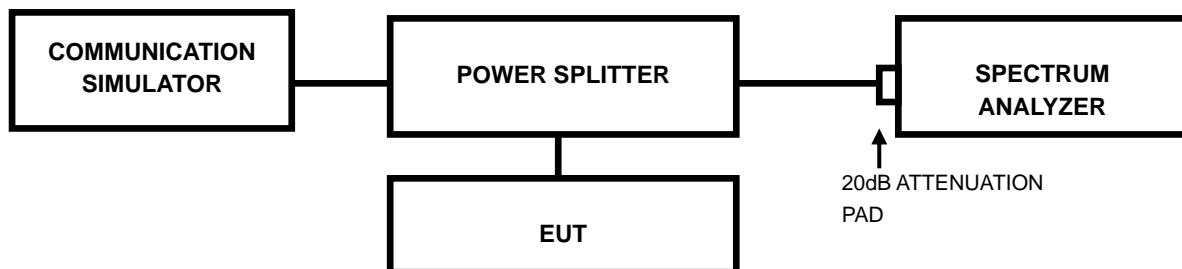 COMMUNICATION
SIMULATOR
POWER SPLITTER
SPECTRUM
ANALYZER
20dB ATTENUATION
PAD
EUT